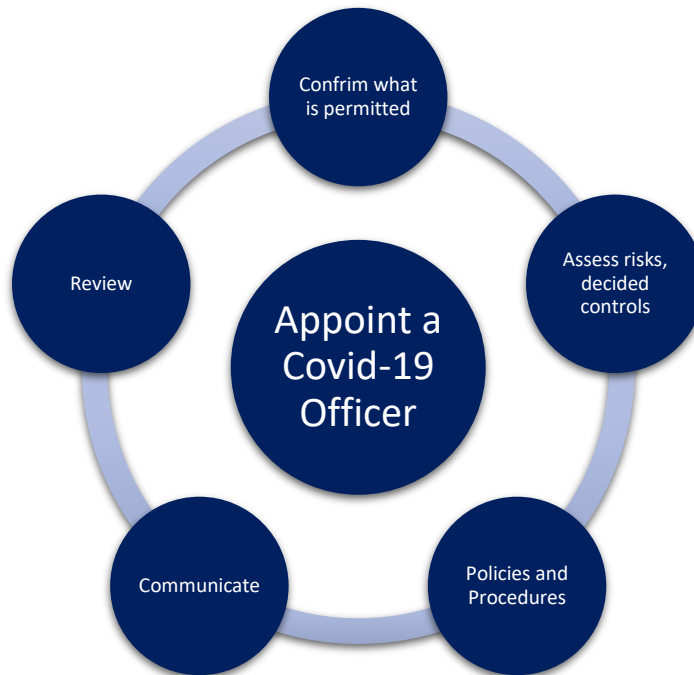 Confrim what
is permitted
Assess risks,
decided
controls
Policies and
Procedures
Communicate
Review
Appoint a
Covid-19
Officer